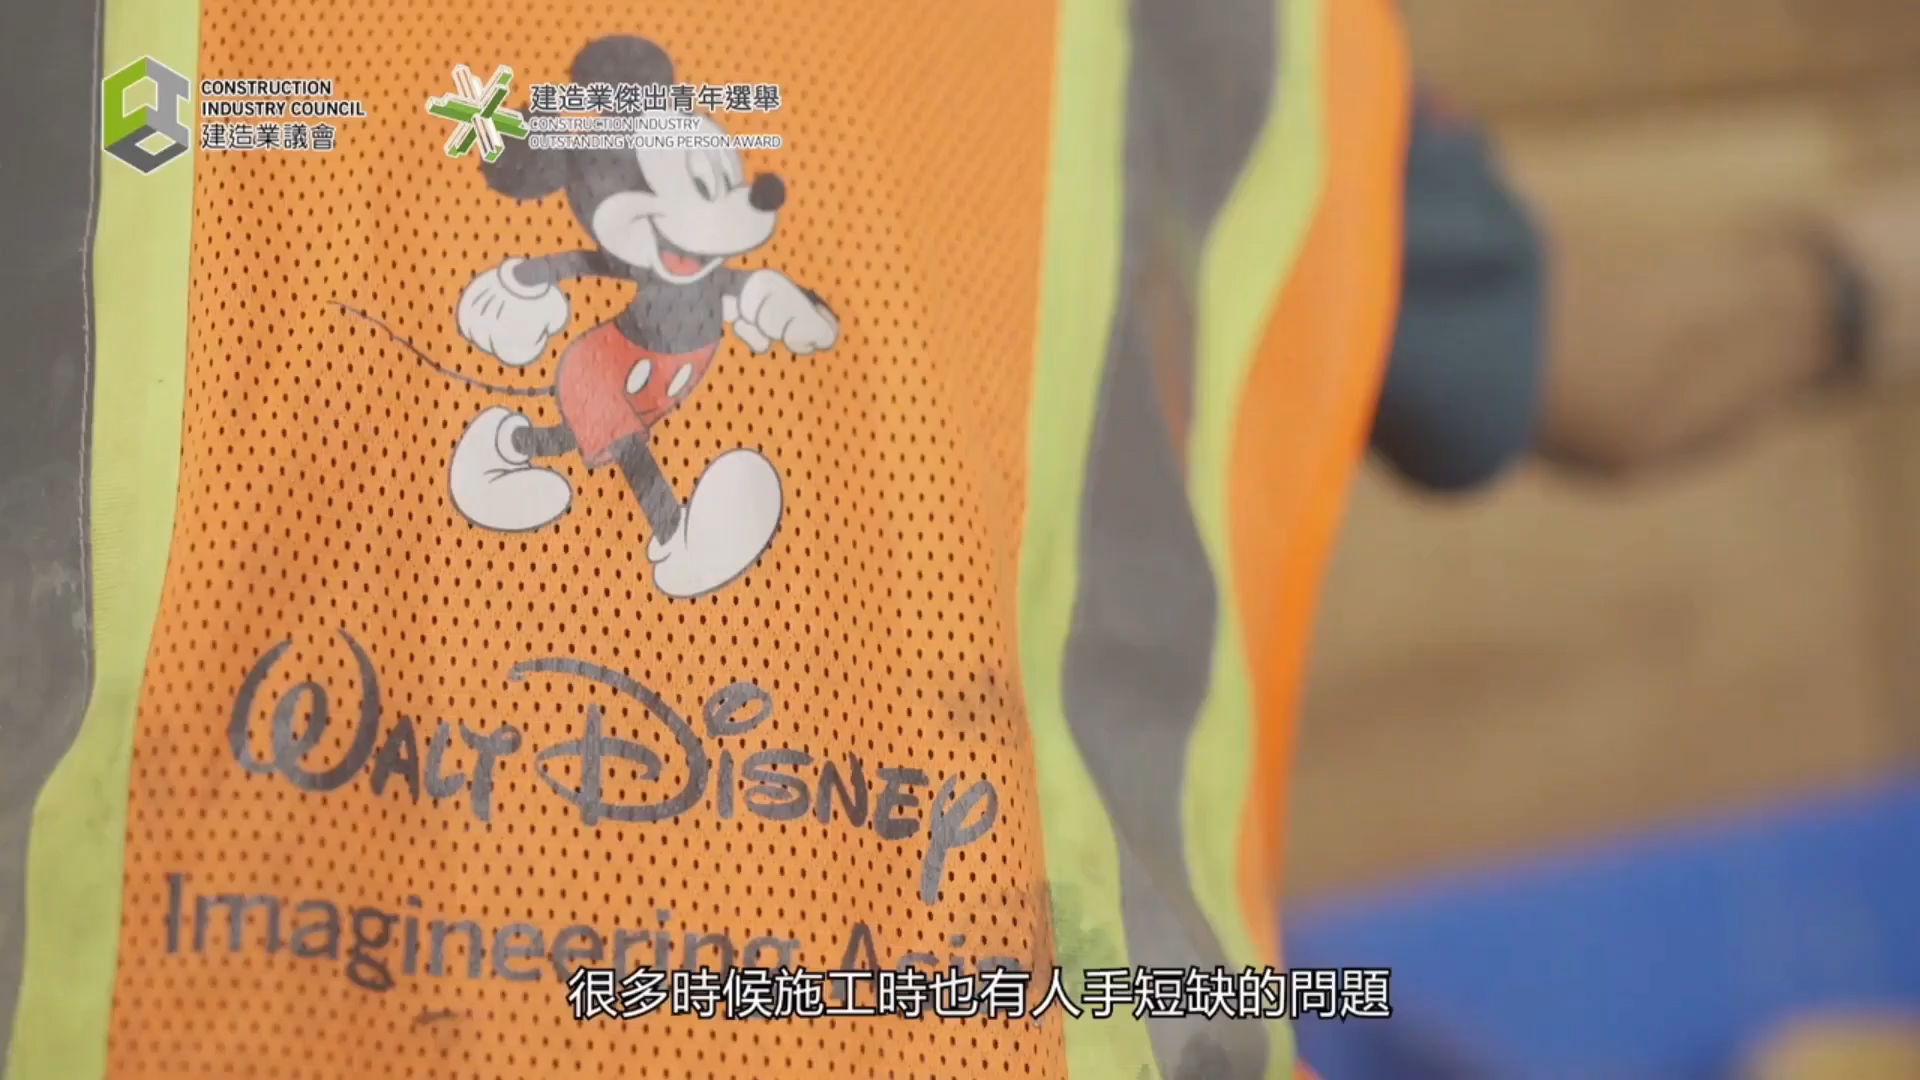 CONSTRUCTION
INDUSTRY COUNCIL
建造業議會
建造業傑出青年選舉
CONSTRUCTION INDUSTRY
OUTSTANDING YOUNG PERSON AWARD
WALT DISNEY
Imagineering Asia
很多時候施工時也有人手短缺的問題